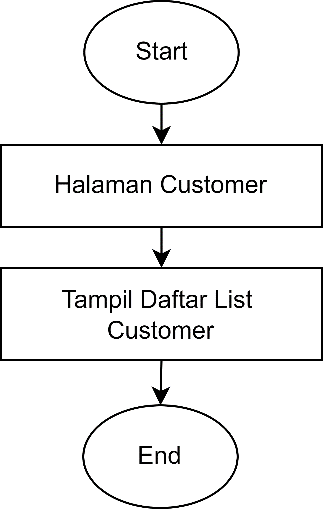 Start
Halaman Customer
Tampil Daftar List
Customer
End